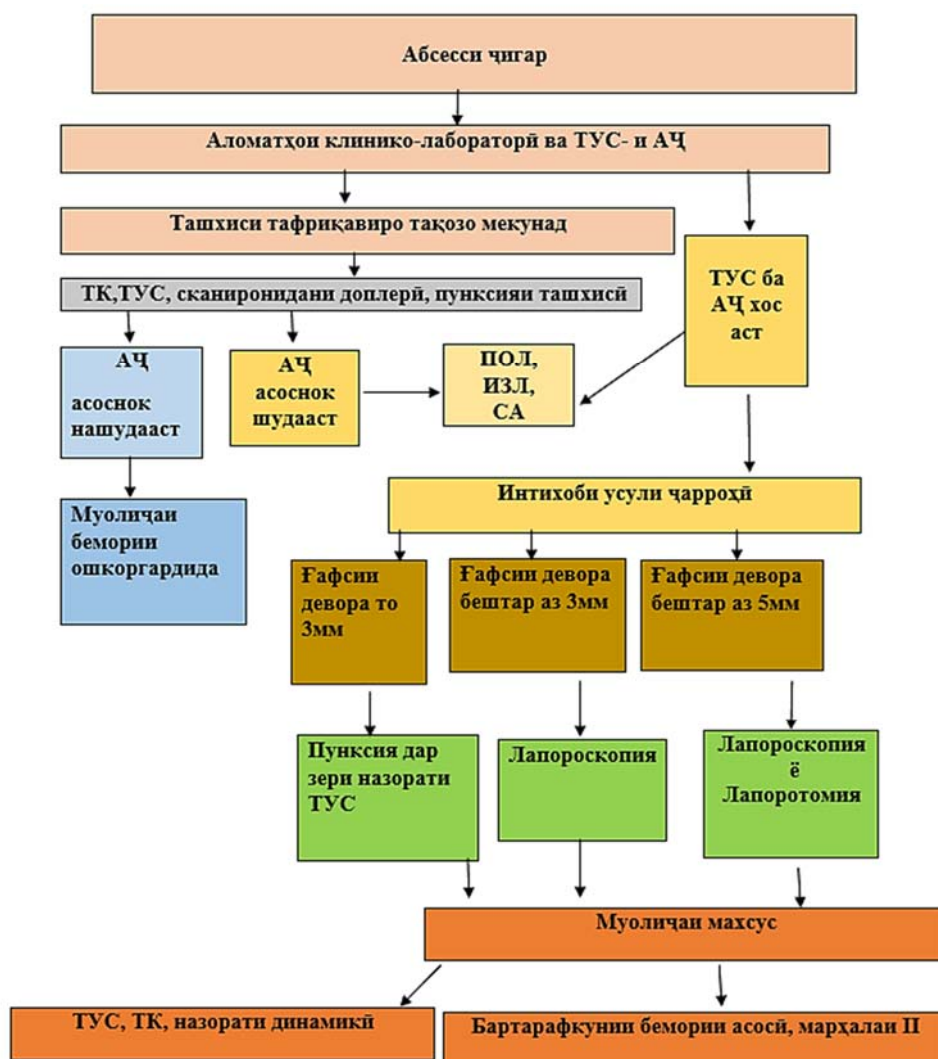 Абсесси ҷигар
Аломатҳои клинико-лабораторӣ ва ТУС- и АҶ
Ташхиси тафриқавиро тақозо мекунад
ТУС ба
АҶ хос
аст
ТК,ТУС, сканиронидани доплерӣ, пунксияи ташхисӣ
АҶ
асоснок
нашудааст
АҶ
асоснок
шудааст
ПОЛ,
ИЗЛ,
СА
Муолиҷаи
бемории
ошкоргардида
Интихоби усули ҷарроҳӣ
Ғафсии
девора то
3мм
Ғафсии девора
бештар аз 3мм
Ғафсии девора
бештар аз 5мм
Пунксия дар
зери назорати
ТУС
Лапороскопия
Лапороскопия
ё
Лапоротомия
Муолиҷаи махсус
ТУС, ТК, назорати динамикӣ
Бартарафкунии бемории асосӣ, марҳалаи II